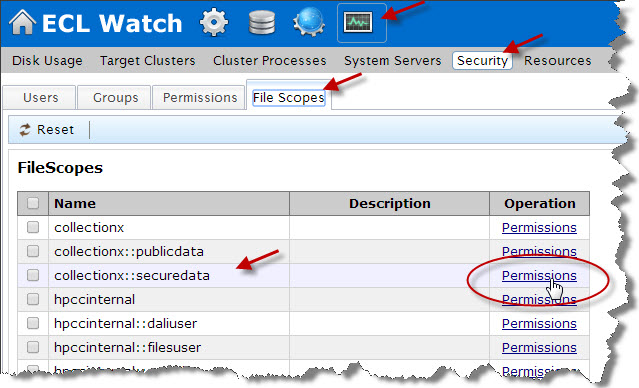 ECL Watch
Disk Usage Target Clusters Cluster Processes System Servers Security Resources
Users Groups Permissions File Scopes
Reset
FileScopes
Name Description Operation
collectionx Permissions
collectionx::publicdata Permissions
collectionx::securedata Permissions
hpccinternal Permissions
hpccinternal::daliuser Permissions
hpccinternal::filesuser Permissions